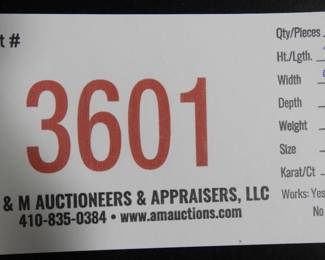 t #
3601
& M AUCTIONEERS & APPRAISERS, LLC
410-835-0384 • www.amauctions.com
Qty/Pieces
Ht./Lgth.
Width
Depth
Weight
Size
Karat/Ct
Works: Yes
No